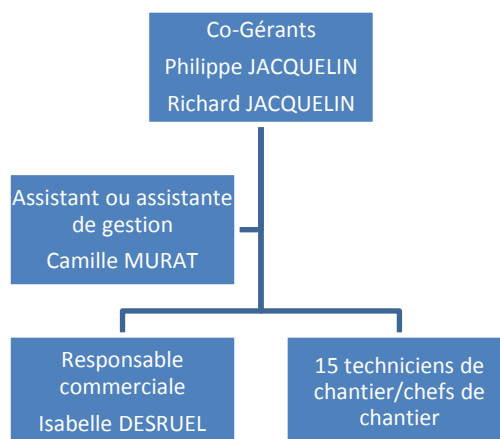 Co-Gérants
Philippe JACQUELIN
Richard JACQUELIN
Assistant ou assistante
de gestion
Camille MURAT
Responsable
commerciale
Isabelle DESRUEL
15 techniciens de
chantier/chefs de
chantier